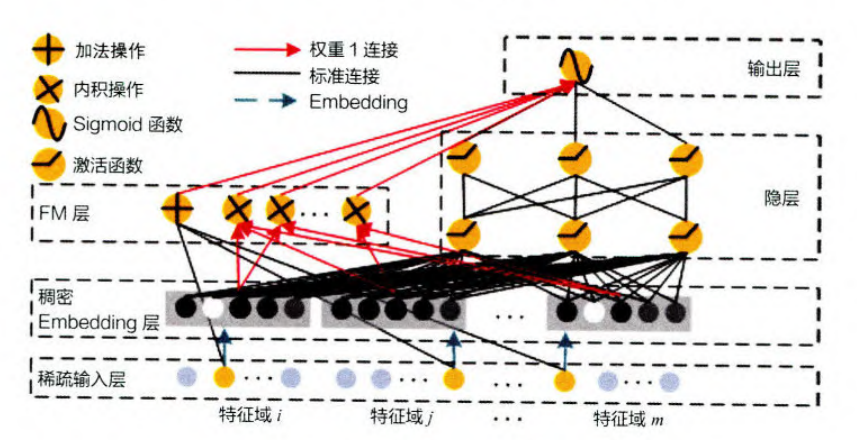 加法操作
内积操作
Sigmoid 函数
激活函数
权重 1 连接
标准连接
Embedding
输出层
隐层
FM 层
稠密
Embedding 层
稀疏输入层
特征域 i
特征域 j
...
特征域 m